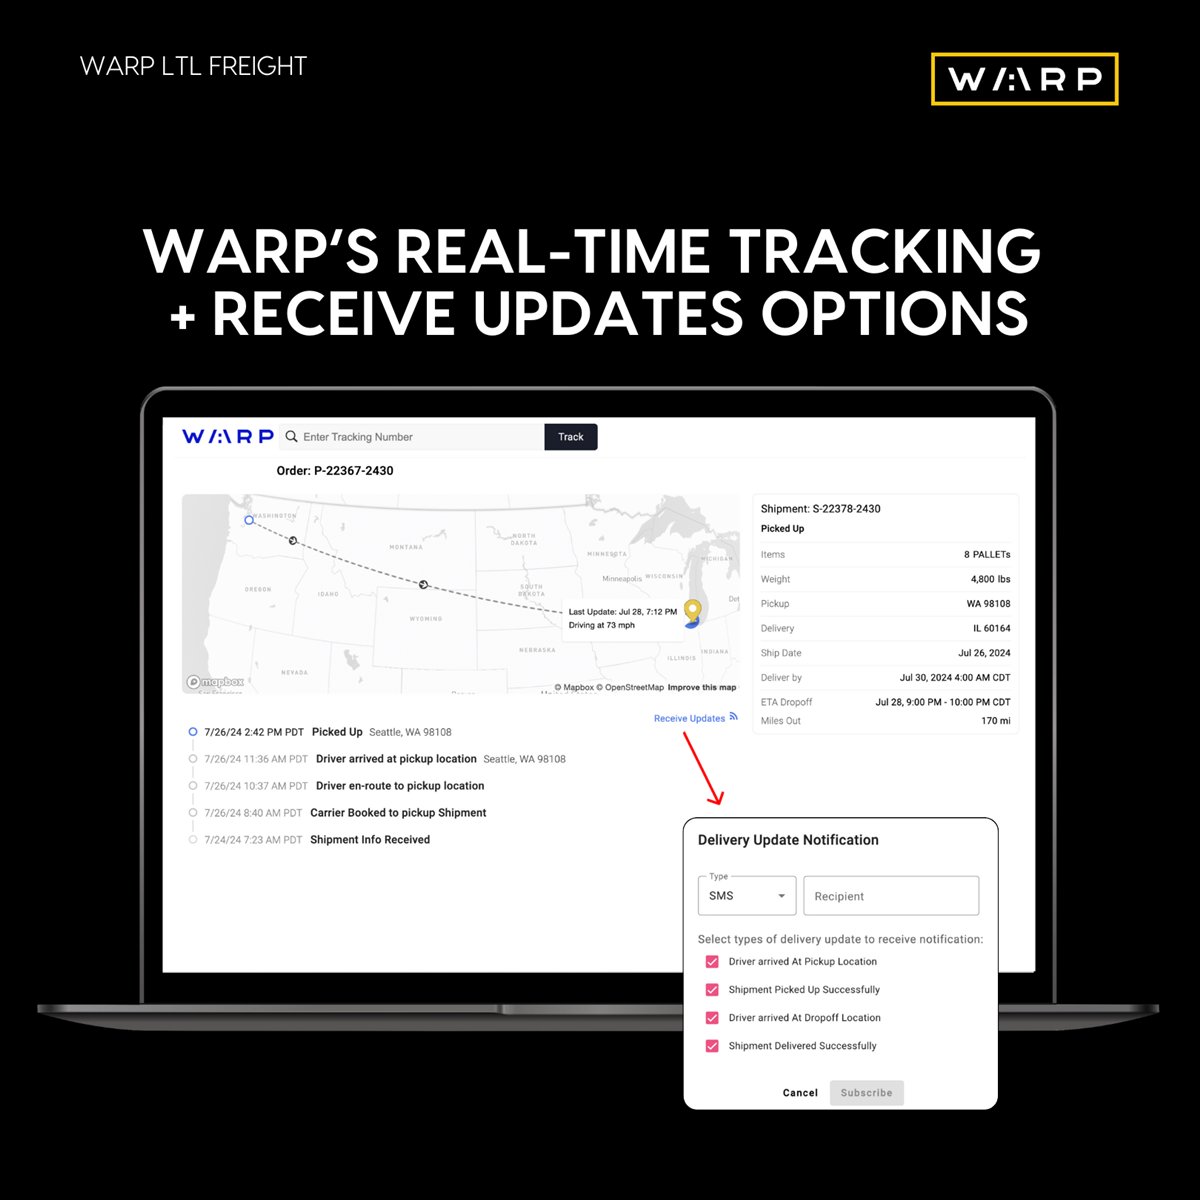 WARP LTL FREIGHT
WARP
WARP'S REAL-TIME TRACKING
+ RECEIVE UPDATES OPTIONS
WARP
Enter Tracking Number
Track
Order: P-22367-2430
WASHINGTON
MONTANA
NORTH
DAKOTA
MINNESOTA
MICHIGAN
OREGON
IDAHO
SOUTH
DAKOTA
Minneapolis
WISCONSIN
WYOMING
Last Update: Jul 28, 7:12 PM
Driving at 73 mph
NEBRASKA
ILLINOIS
INDIANA
NEVADA
mapbox
© Mapbox © OpenStreetMap Improve this map
Shipment: S-22378-2430
Picked Up
Items 8 PALLETs
Weight 4,800 lbs
Pickup WA 98108
Delivery IL 60164
Ship Date Jul 26, 2024
Deliver by Jul 30, 2024 4:00 AM CDT
ETA Dropoff Jul 28, 9:00 PM - 10:00 PM CDT
Miles Out 170 mi
Receive Updates
7/26/24 2:42 PM PDT Picked Up Seattle, WA 98108
7/26/24 11:36 AM PDT Driver arrived at pickup location Seattle, WA 98108
7/26/24 10:37 AM PDT Driver en-route to pickup location
7/26/24 8:40 AM PDT Carrier Booked to pickup Shipment
7/24/24 7:23 AM PDT Shipment Info Received
Delivery Update Notification
Type
SMS
Recipient
Select types of delivery update to receive notification:
Driver arrived At Pickup Location
Shipment Picked Up Successfully
Driver arrived At Dropoff Location
Shipment Delivered Successfully
Cancel
Subscribe